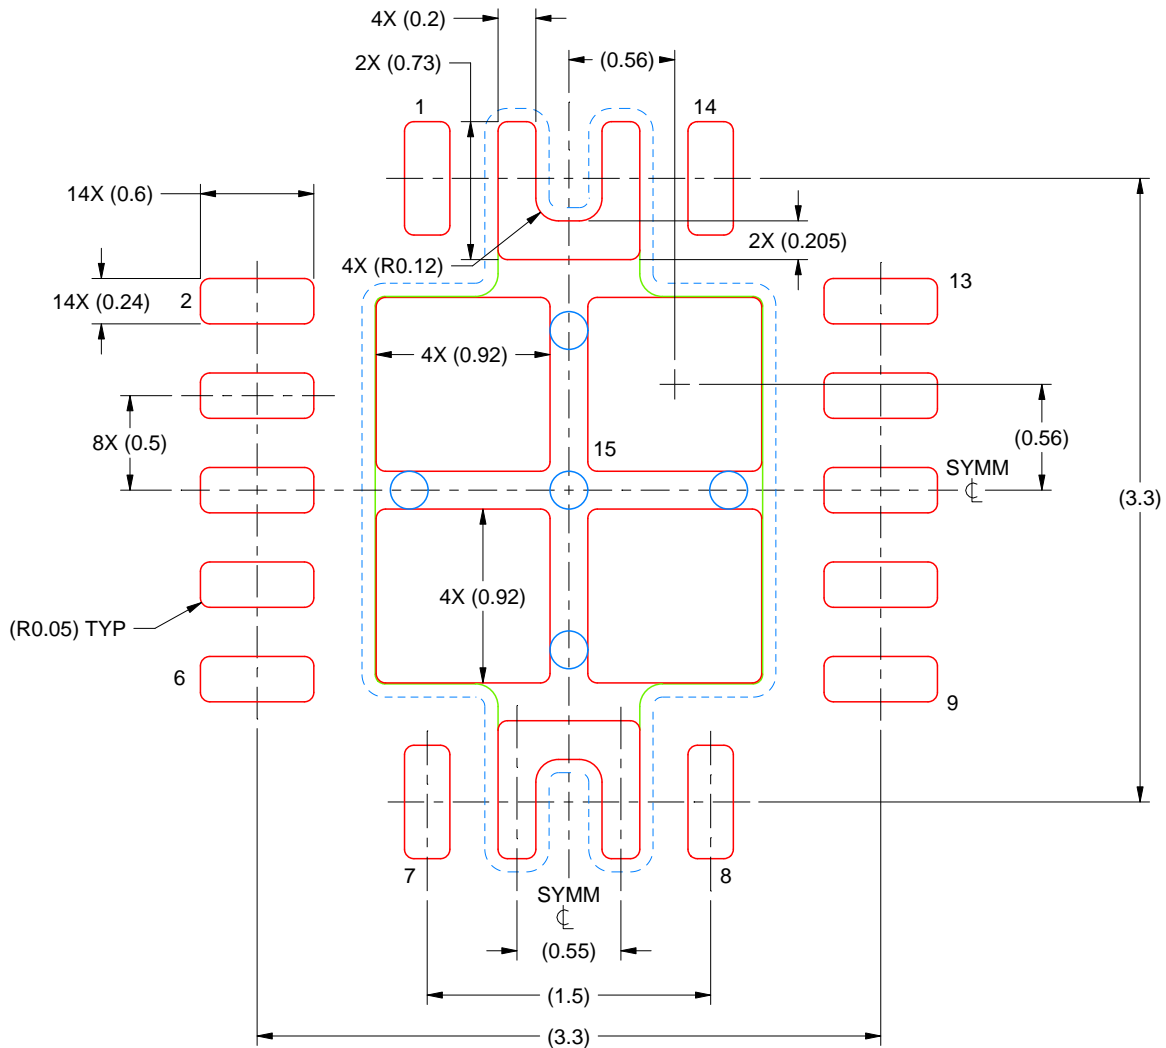 4X (0.2)
(0.56)
2X (0.73)
1
14
14X (0.6)
2X (0.205)
4X (R0.12)
2
13
14X (0.24)
4X (0.92)
8X (0.5)
(0.56)
15
SYMM
(3.3)
4X (0.92)
(R0.05) TYP
6
9
7
8
SYMM
(0.55)
(1.5)
(3.3)